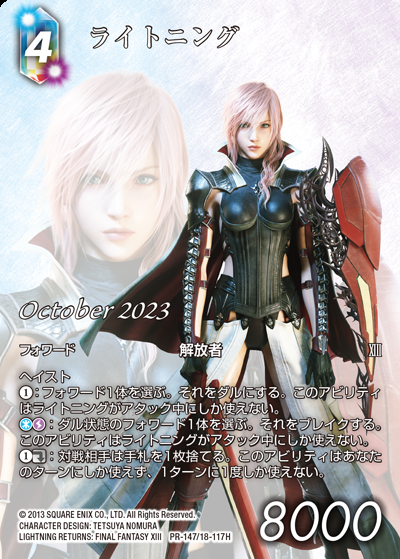 4
ライトニング
October 2023
フォワード 解放者 XIII
ヘイスト
①：フォワード1体を選ぶ。それをダルにする。このアビリティ
はライトニングがアタック中にしか使えない。
：ダル状態のフォワード1体を選ぶ。それをブレイクする。
このアビリティはライトニングがアタック中にしか使えない。
①：対戦相手は手札を1枚捨てる。このアビリティはあなた
のターンにしか使えず、1ターンに1度しか使えない。
© 2013 SQUARE ENIX CO., LTD. All Rights Reserved.
CHARACTER DESIGN: TETSUYA NOMURA
LIGHTNING RETURNS: FINAL FANTASY XIII PR-147/18-117H
8000